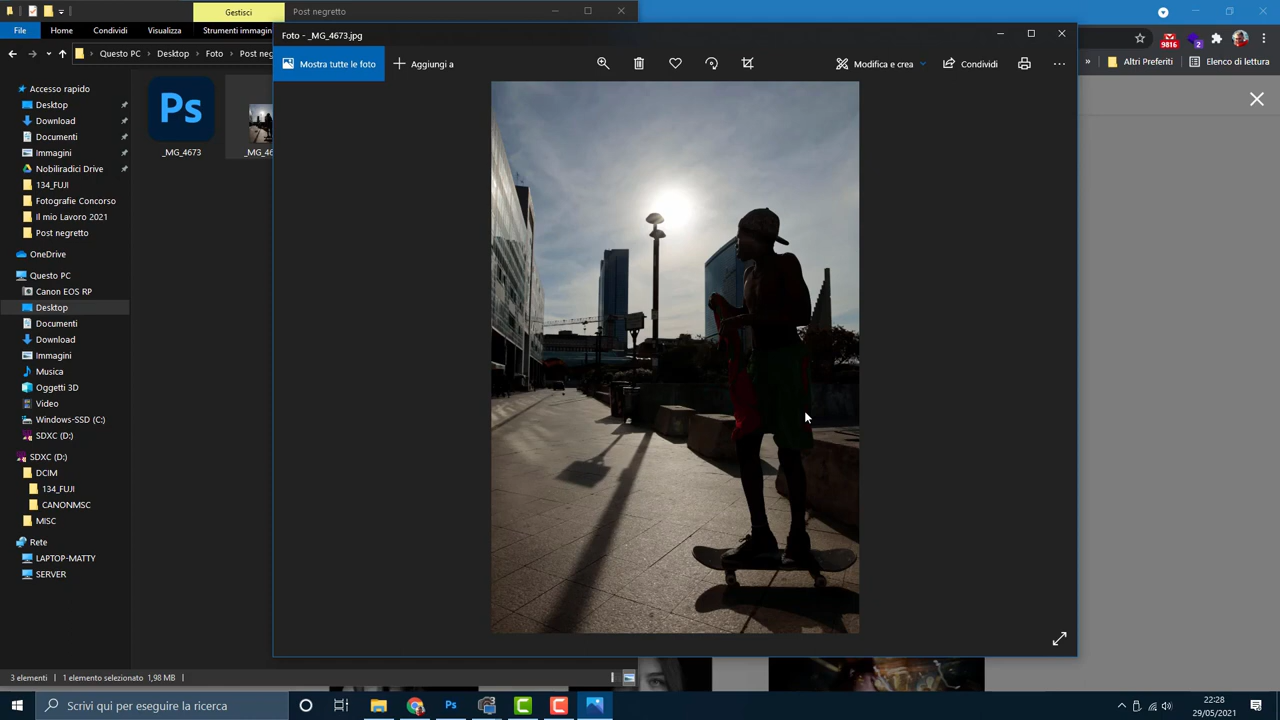 Gestisci
Post negretto
File
Home
Condividi
Visualizza
Strumenti immagini
Questo PC
Desktop
Foto
Accesso rapido
Desktop
Download
Documenti
Immagini
Nobiliradici Drive
134_FUJI
Fotografie Concorso
Il mio Lavoro 2021
Post negretto
OneDrive
Questo PC
Canon EOS RP
Desktop
Documenti
Download
Immagini
Musica
Oggetti 3D
Video
Windows-SSD (C:)
SDXC (D:)
SDXC (D:)
DCIM
134_FUJI
CANONMSC
MISC
Rete
LAPTOP-MATTY
SERVER
Ps
_MG_4673
3 elementi
1 elemento selezionato 1,98 MB
Foto - _MG_4673.jpg
Mostra tutte le foto
Aggiungi a
Modifica e crea
Condividi
9816
2
» Altri Preferiti
Elenco di lettura
Scrivi qui per eseguire la ricerca
Ps
22:28
29/05/2021